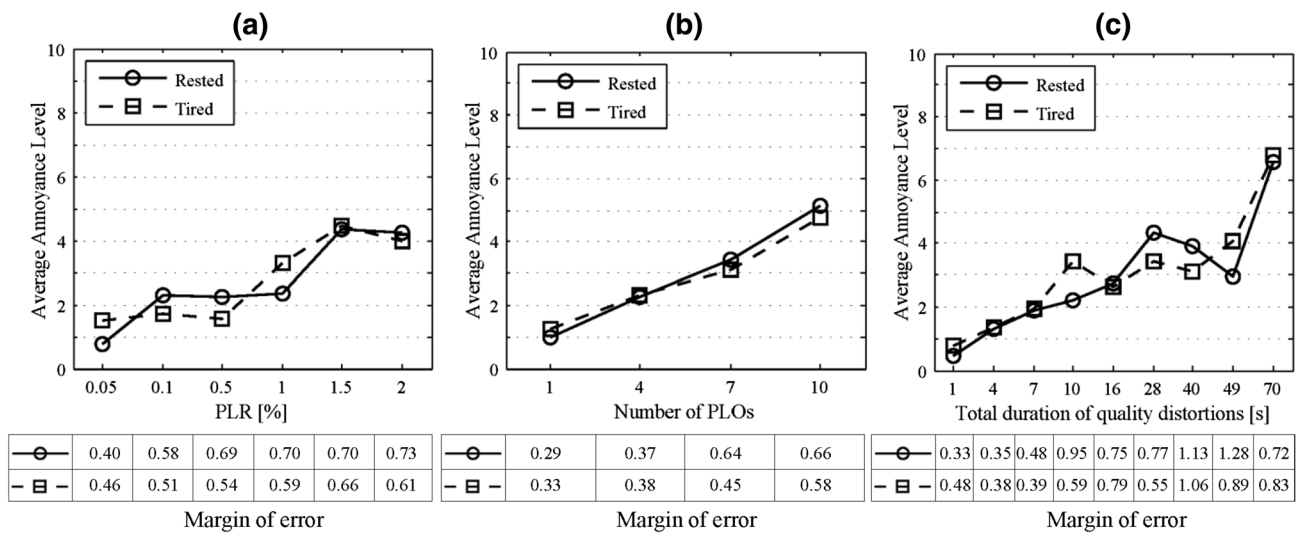 (a)
10
8
6
4
2
0
Average Annoyance Level
Rested
Tired
0.05 0.1 0.5 1 1.5 2
PLR [%]
0.40 0.58 0.69 0.70 0.70 0.73
0.46 0.51 0.54 0.59 0.66 0.61
Margin of error
(b)
10
8
6
4
2
0
Average Annoyance Level
Rested
Tired
1 4 7 10
Number of PLOs
0.29 0.37 0.64 0.66
0.33 0.38 0.45 0.58
Margin of error
(c)
10
8
6
4
2
0
Average Annoyance Level
Rested
Tired
1 4 7 10 16 28 40 49 70
Total duration of quality distortions [s]
0.33 0.35 0.48 0.95 0.75 0.77 1.13 1.28 0.72
0.48 0.38 0.39 0.59 0.79 0.55 1.06 0.89 0.83
Margin of error